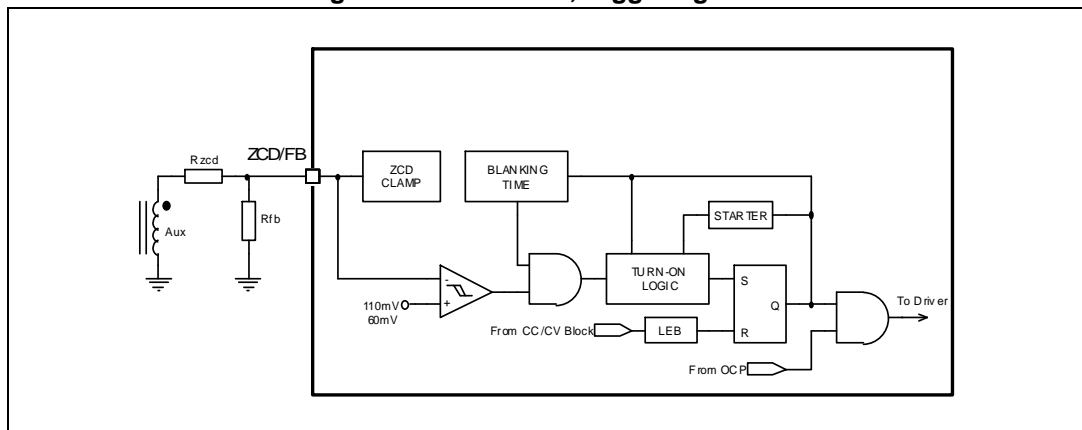 ZCD/FB
Rzcd
Rfb
Aux
ZCD
CLAMP
BLANKING
TIME
STARTER
TURN-ON
LOGIC
S
Q
R
-
+
110mV
60mV
From CC/CV Block
LEB
To Driver
From OCP